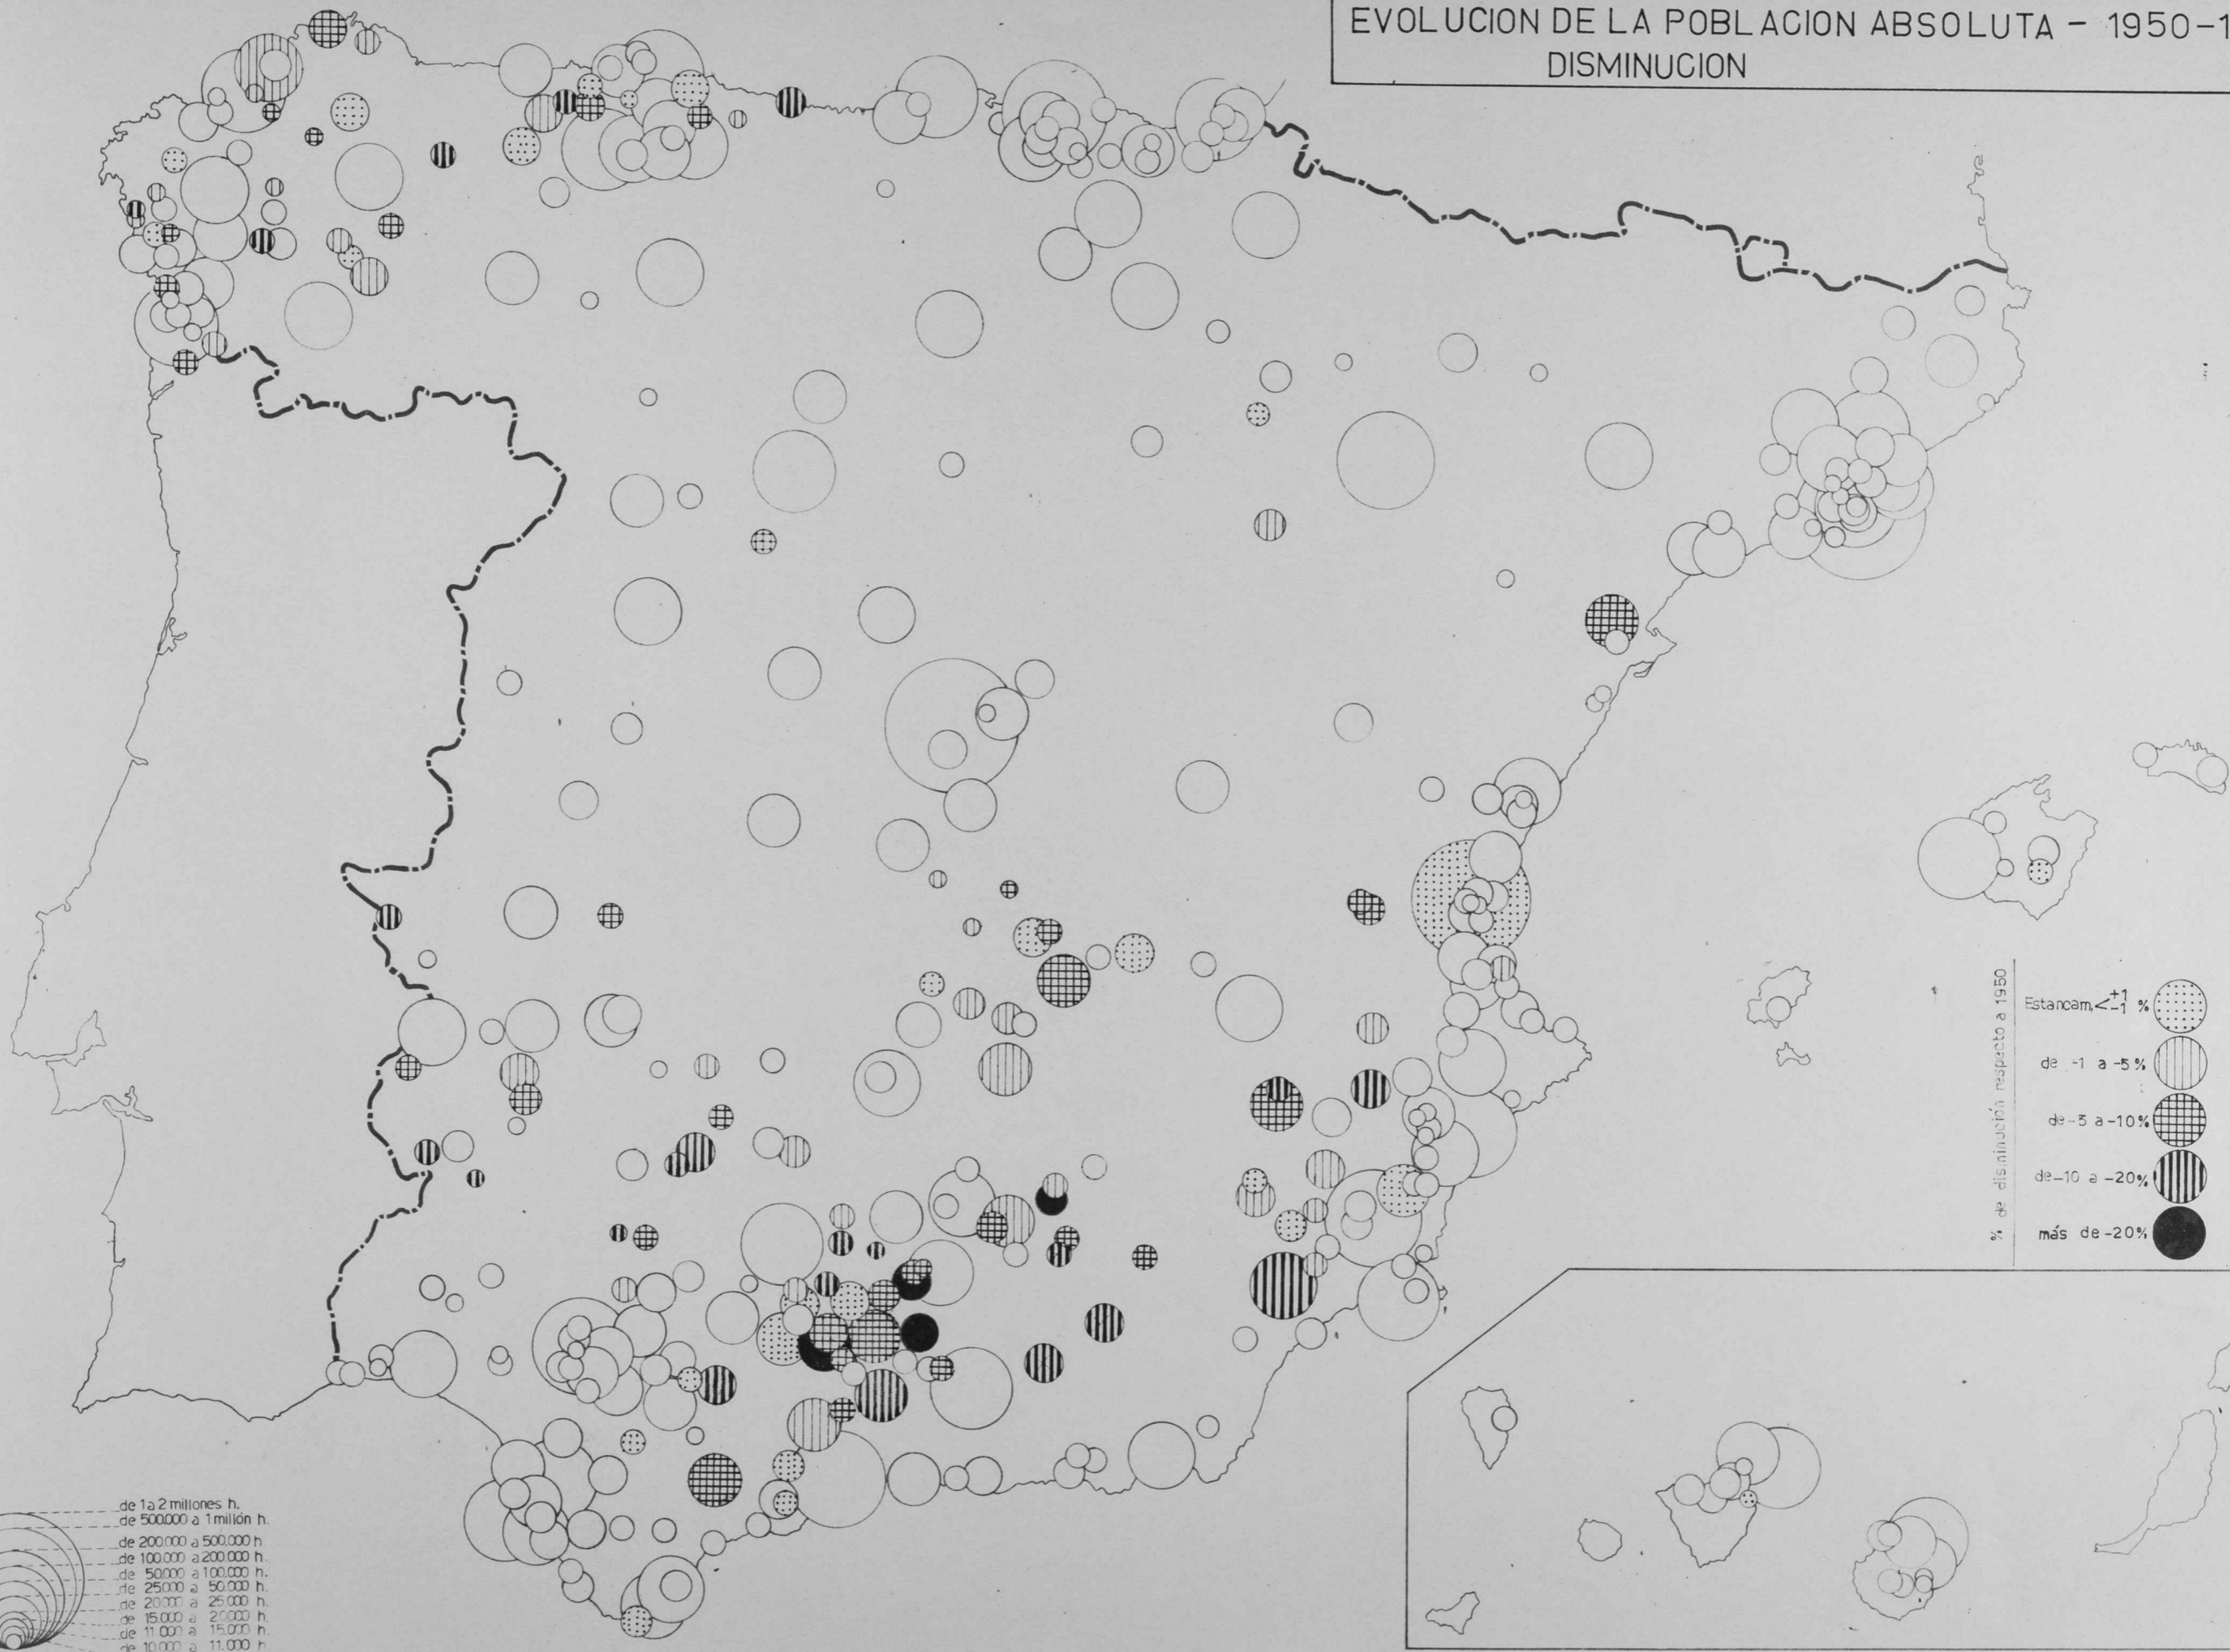 EVOLUCION DE LA POBLACION ABSOLUTA - 1950-1
DISMINUCION
% de disminución respecto a 1950
Estancam.< +1 -1 %
de -1 a -5%
de -5 a -10%
de -10 a -20%
más de -20%
de 1 a 2 millones h.
de 500.000 a 1 millón h.
de 200.000 a 500.000 h.
de 100.000 a 200.000 h.
de 50.000 a 100.000 h.
de 25.000 a 50.000 h.
de 20.000 a 25.000 h.
de 15.000 a 20.000 h.
de 11.000 a 15.000 h.
de 10.000 a 11.000 h